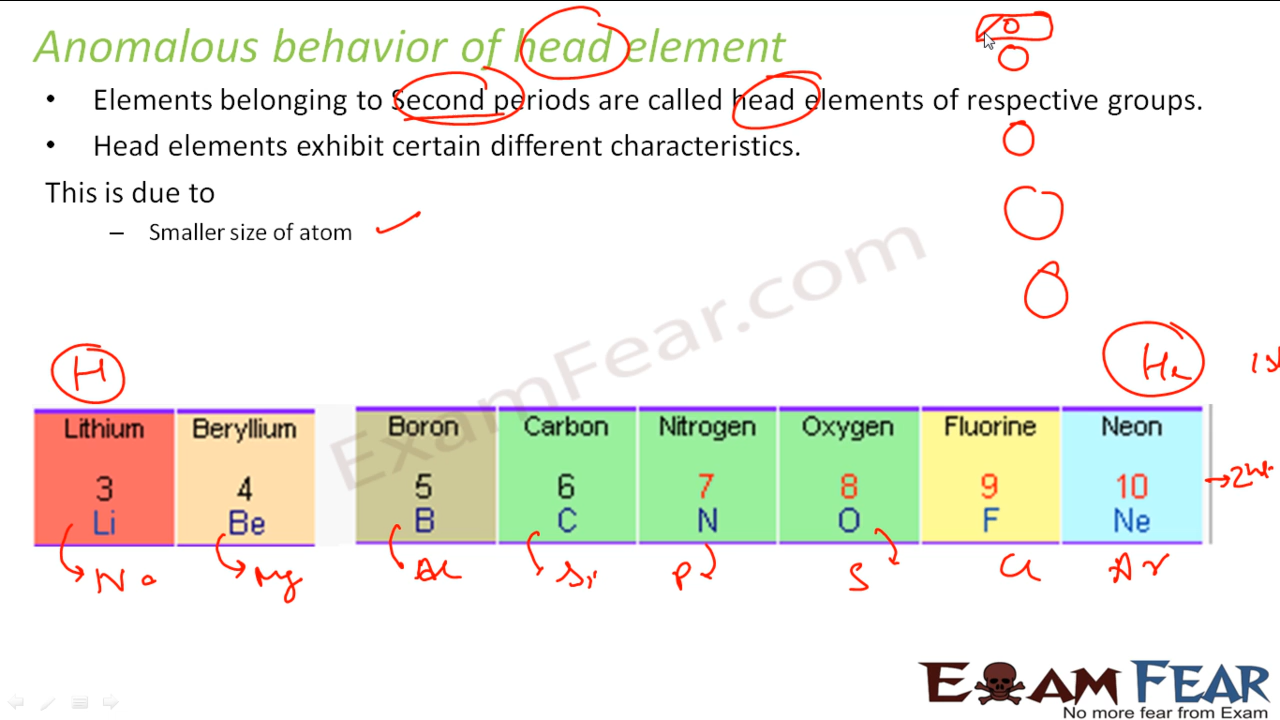 Anomalous behavior of head element
• Elements belonging to Second periods are called head elements of respective groups.
• Head elements exhibit certain different characteristics.
This is due to
– Smaller size of atom
ExamFear.com
H He
Lithium Beryllium Boron Carbon Nitrogen Oxygen Fluorine Neon
3 4 5 6 7 8 9 10
Li Be B C N O F Ne
Na Mg Al Si P S Cl Ar
EXAM FEAR
No more fear from Exam